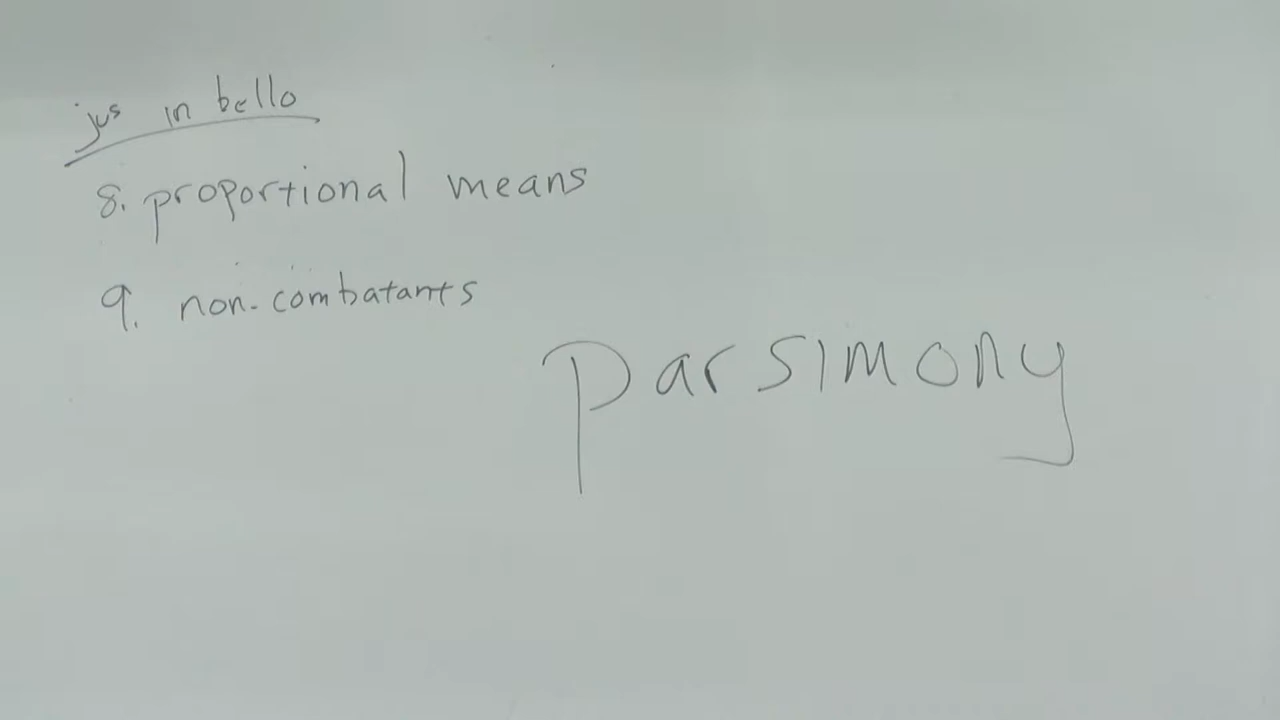 jus in bello
8. proportional means
9. non-combatants
parsimony